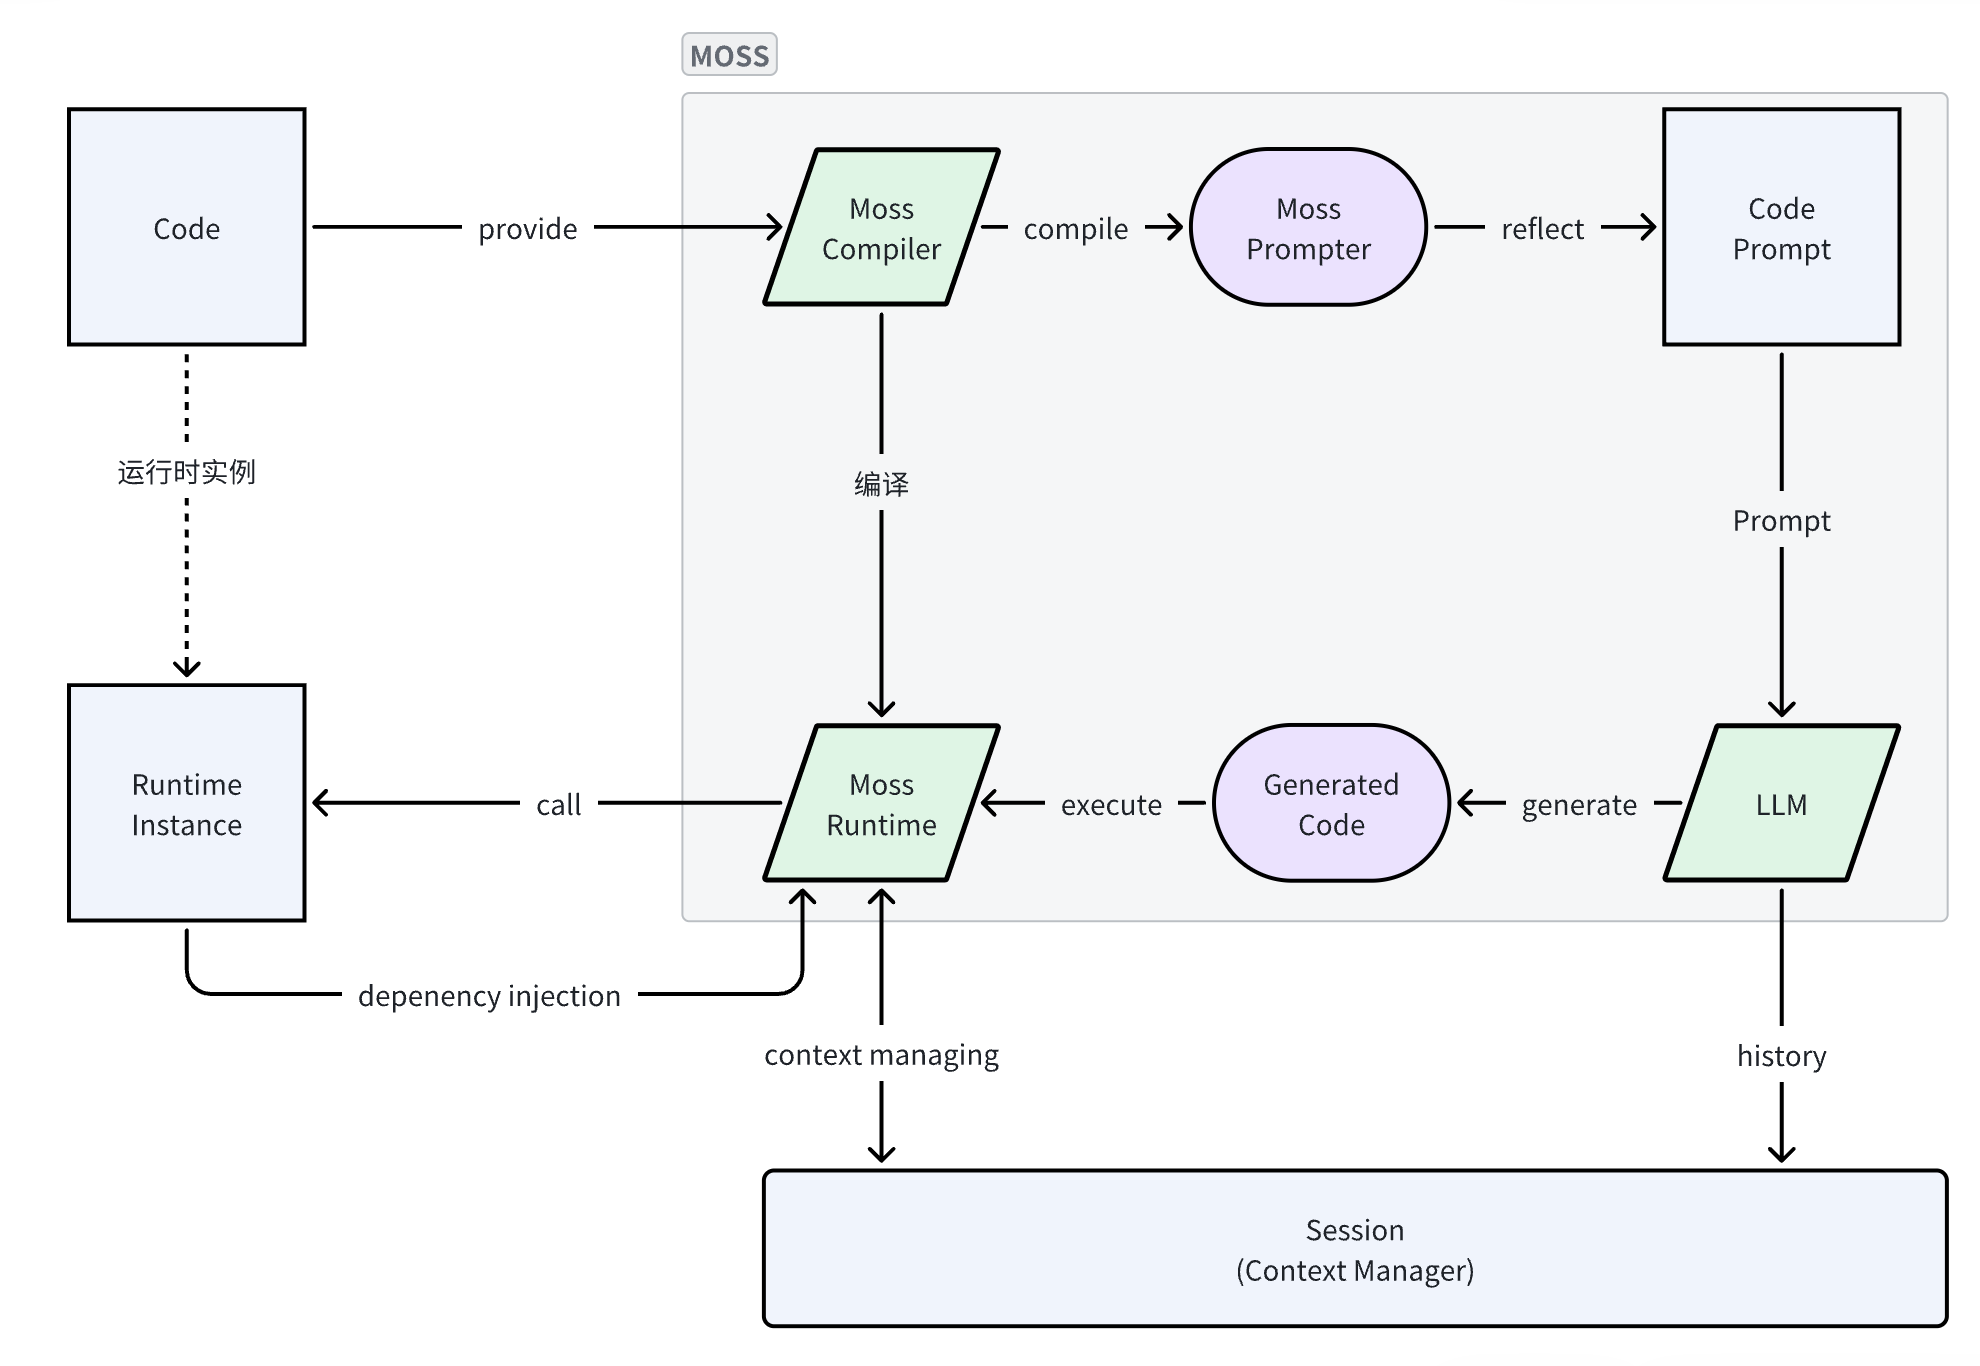 MOSS
Code
provide
Moss
Compiler
compile
Moss
Prompter
reflect
Code
Prompt
运行时实例
编译
Prompt
Runtime
Instance
call
Moss
Runtime
execute
Generated
Code
generate
LLM
depenency injection
context managing
history
Session
(Context Manager)